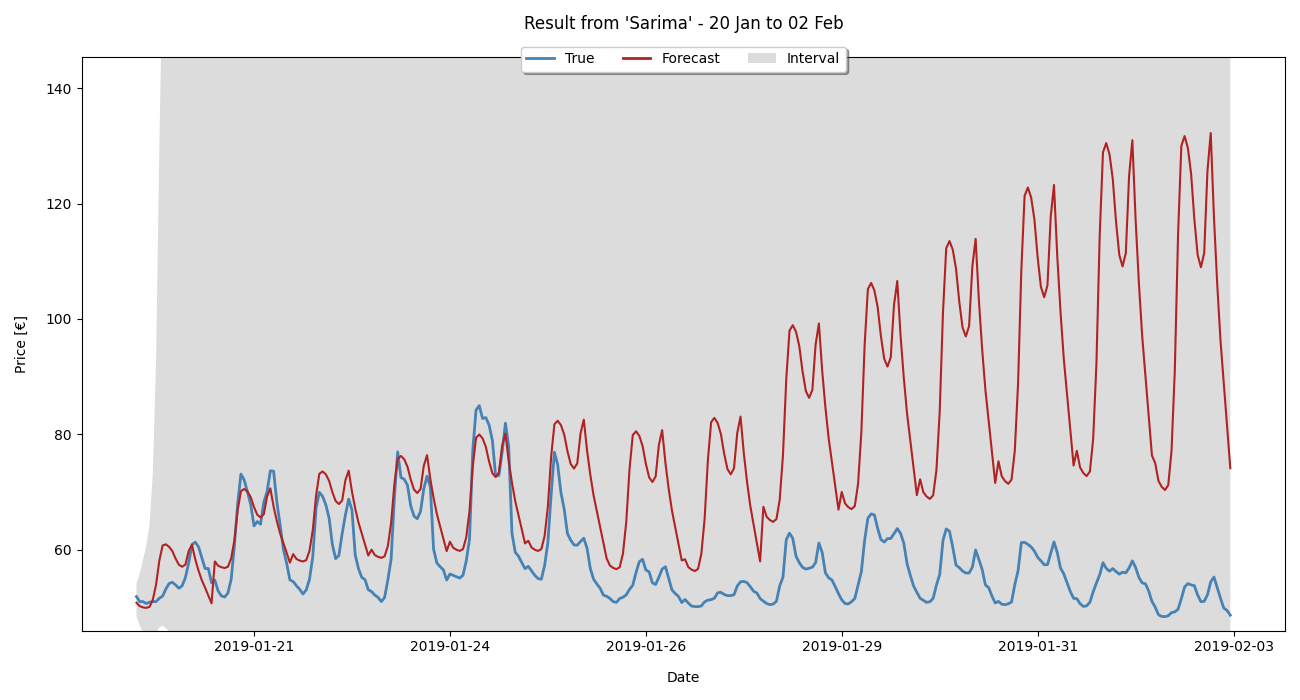 Result from 'Sarima' - 20 Jan to 02 Feb
True Forecast Interval
140
120
100
80
60
Price [€]
2019-01-21 2019-01-24 2019-01-26 2019-01-29 2019-01-31 2019-02-03
Date